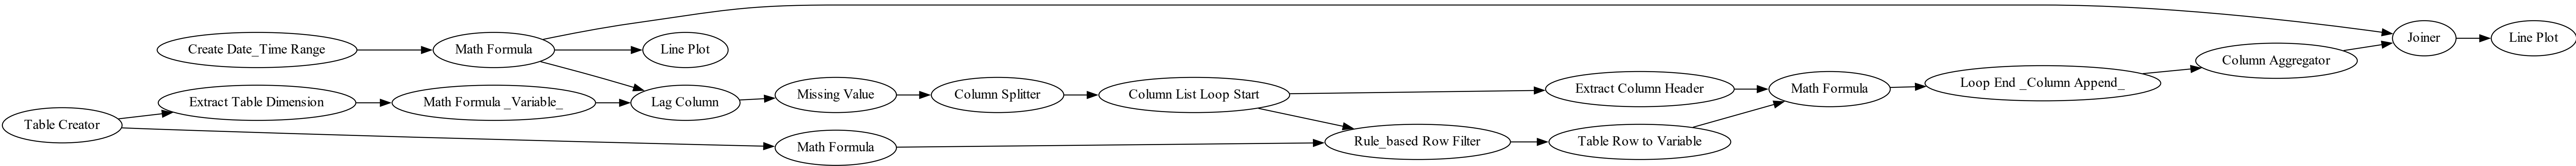 Create Date_Time Range
Math Formula
Line Plot
Joiner
Line Plot
Column Aggregator
Table Creator
Extract Table Dimension
Math Formula _Variable_
Lag Column
Missing Value
Column Splitter
Column List Loop Start
Extract Column Header
Math Formula
Loop End _Column Append_
Math Formula
Rule_based Row Filter
Table Row to Variable